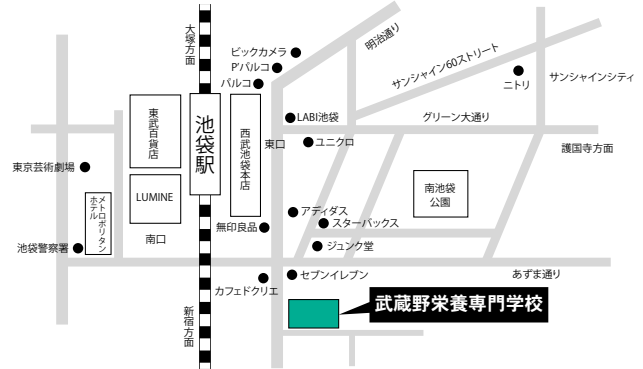 大塚方面
ビックカメラ
P'パルコ
パルコ
明治通り
サンシャイン60ストリート
ニトリ
サンシャインシティ
東武百貨店
池袋駅
西武池袋本店
東口
LABI池袋
ユニクロ
グリーン大通り
護国寺方面
東京芸術劇場
メトロポリタン
ホテル
LUMINE
南池袋
公園
アディダス
スターバックス
無印良品
ジュンク堂
池袋警察署
南口
セブンイレブン
あずま通り
カフェドクリエ
新宿方面
武蔵野栄養専門学校